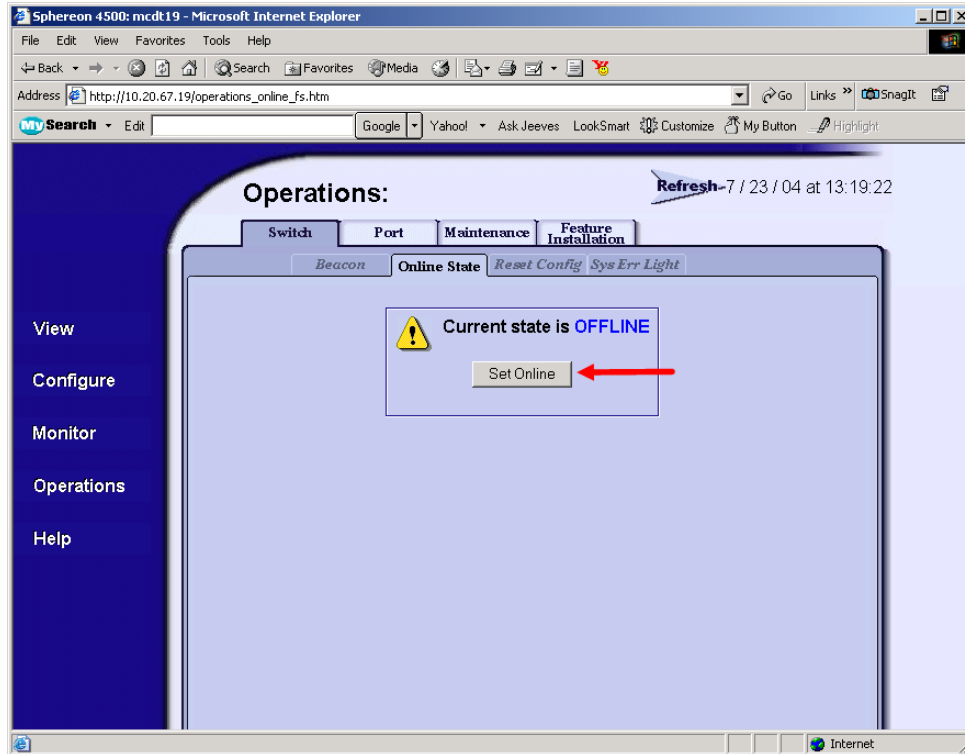 Sphereon 4500: mcdt19 - Microsoft Internet Explorer
File Edit View Favorites Tools Help
Back Search Favorites Media
Address http://10.20.67.19/operations_online_fs.htm Go Links » SnagIt
My Search Edit Google Yahoo! Ask Jeeves LookSmart Customize My Button Highlight
Operations:
Refresh-7 / 23 / 04 at 13:19:22
Switch Port Maintenance Feature Installation
Beacon Online State Reset Config Sys Err Light
Current state is OFFLINE
Set Online
View
Configure
Monitor
Operations
Help
Internet